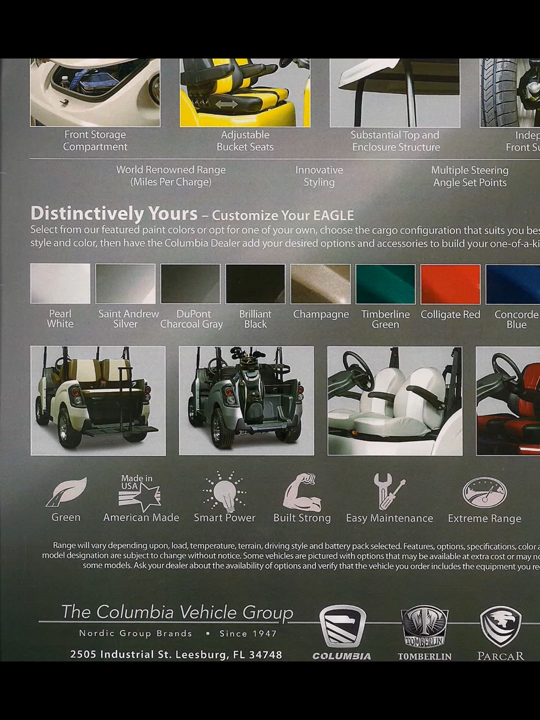 Front Storage
Compartment
Adjustable
Bucket Seats
Substantial Top and
Enclosure Structure
Front S
World Renowned Range
(Miles Per Charge)
Innovative
Styling
Multiple Steering
Angle Set Points
Distinctively Yours – Customize Your EAGLE
Select from our featured paint colors or opt for one of your own, choose the cargo configuration that suits you bes
style and color, then have the Columbia Dealer add your desired options and accessories to build your one-of-a-ki
Pearl
White
Saint Andrew
Silver
DuPont
Charcoal Gray
Brilliant
Black
Champagne
Timberline
Green
Colligate Red
Concorde
Blue
Green
Made in
USA
American Made
Smart Power
Built Strong
Easy Maintenance
Extreme Range
Range will vary depending upon, load, temperature, terrain, driving style and battery pack selected. Features, options, specifications, color a
model designation are subject to change without notice. Some vehicles are pictured with options that may be available at extra cost or may no
some models. Ask your dealer about the availability of options and verify that the vehicle you order includes the equipment you re
The Columbia Vehicle Group
Nordic Group Brands • Since 1947
2505 Industrial St. Leesburg, FL 34748
COLUMBIA
TOMBERLIN
TOMBERLIN
PARCAR